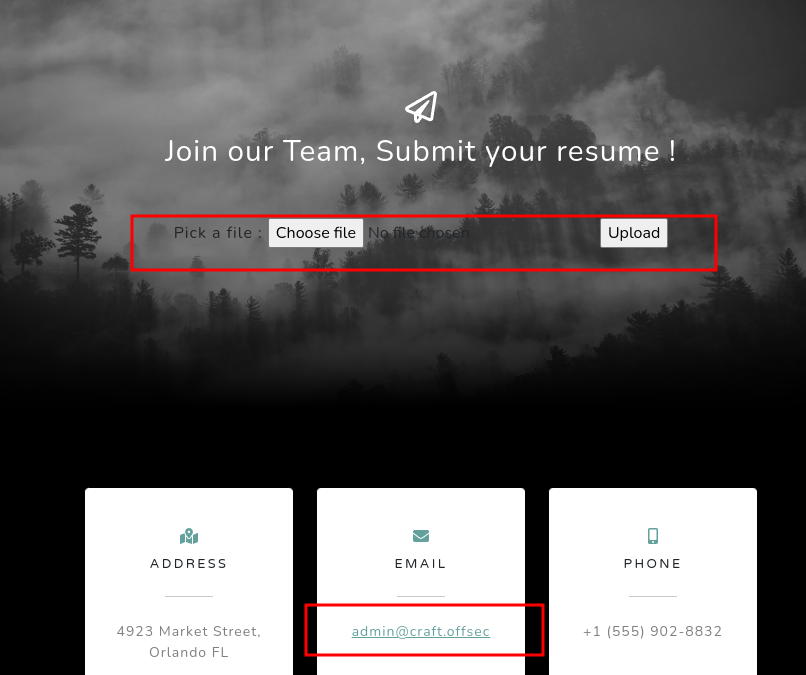 Join our Team, Submit your resume !
Pick a file : Choose file No file chosen Upload
ADDRESS
4923 Market Street,
Orlando FL
EMAIL
admin@craft.offsec
PHONE
+1 (555) 902-8832